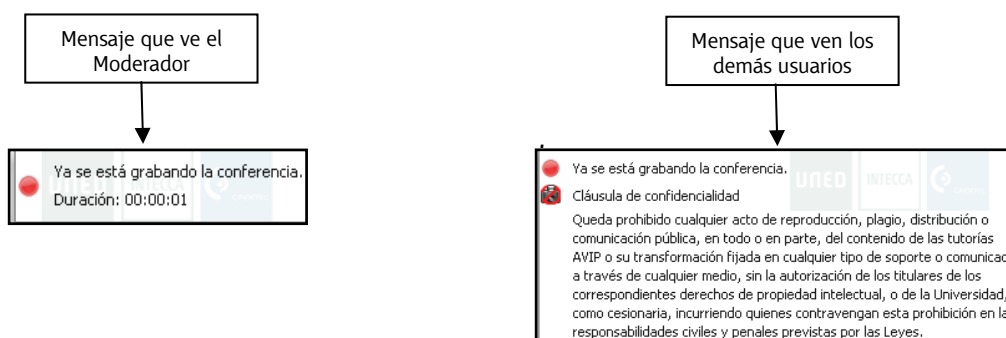 Mensaje que ve el
Moderador
Ya se está grabando la conferencia.
Duración: 00:00:01
Mensaje que ven los
demás usuarios
Ya se está grabando la conferencia.
UNED INTECCA
Cláusula de confidencialidad
Queda prohibido cualquier acto de reproducción, plagio, distribución o
comunicación pública, en todo o en parte, del contenido de las tutorías
AVIP o su transformación fijada en cualquier tipo de soporte o comunicac
a través de cualquier medio, sin la autorización de los titulares de los
correspondientes derechos de propiedad intelectual, o de la Universidad,
como cesionaria, incurriendo quienes contravengan esta prohibición en la
responsabilidades civiles y penales previstas por las Leyes.